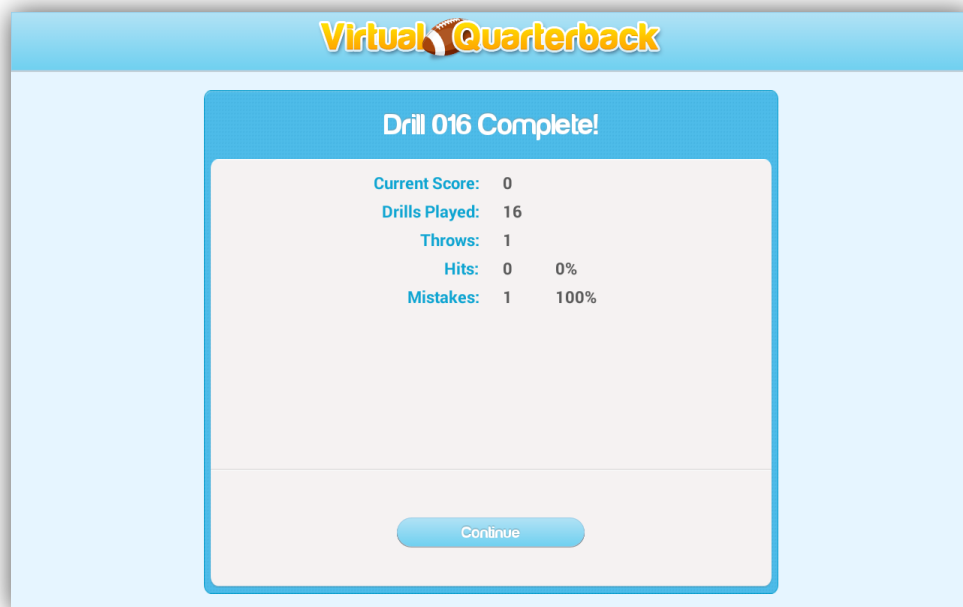 Virtual Quarterback
Drill 016 Complete!
Current Score: 0
Drills Played: 16
Throws: 1
Hits: 0 0%
Mistakes: 1 100%
Continue